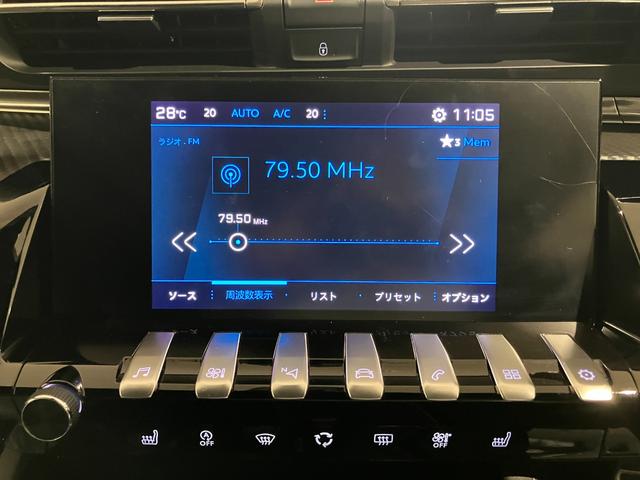 28°C 20 AUTO A/C 20 11:05
ラジオ . FM
3 Mem
79.50 MHz
79.50 MHz
ソース 周波数表示 リスト プリセット オプション
N
OFF OFF